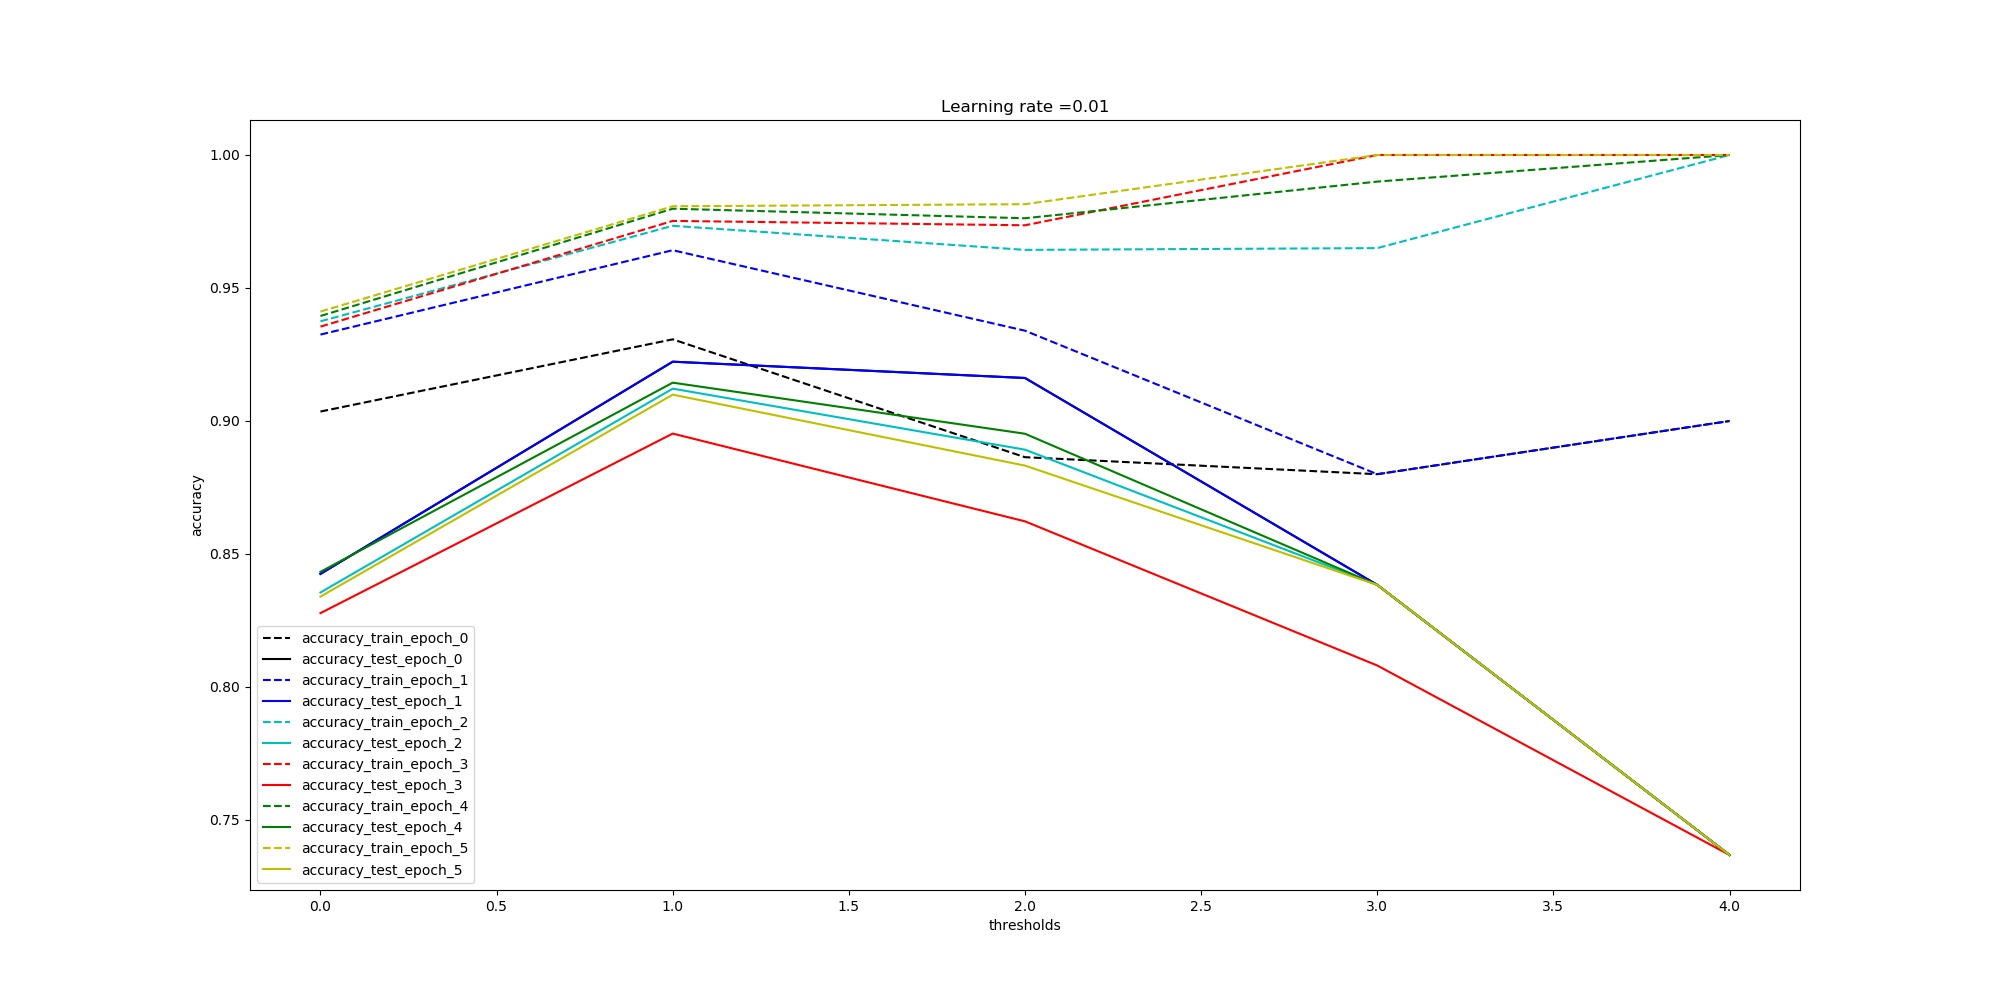 Learning rate =0.01
1.00
0.95
0.90
0.85
0.80
0.75
accuracy
accuracy_train_epoch_0
accuracy_test_epoch_0
accuracy_train_epoch_1
accuracy_test_epoch_1
accuracy_train_epoch_2
accuracy_test_epoch_2
accuracy_train_epoch_3
accuracy_test_epoch_3
accuracy_train_epoch_4
accuracy_test_epoch_4
accuracy_train_epoch_5
accuracy_test_epoch_5
0.0 0.5 1.0 1.5 2.0 2.5 3.0 3.5 4.0
thresholds